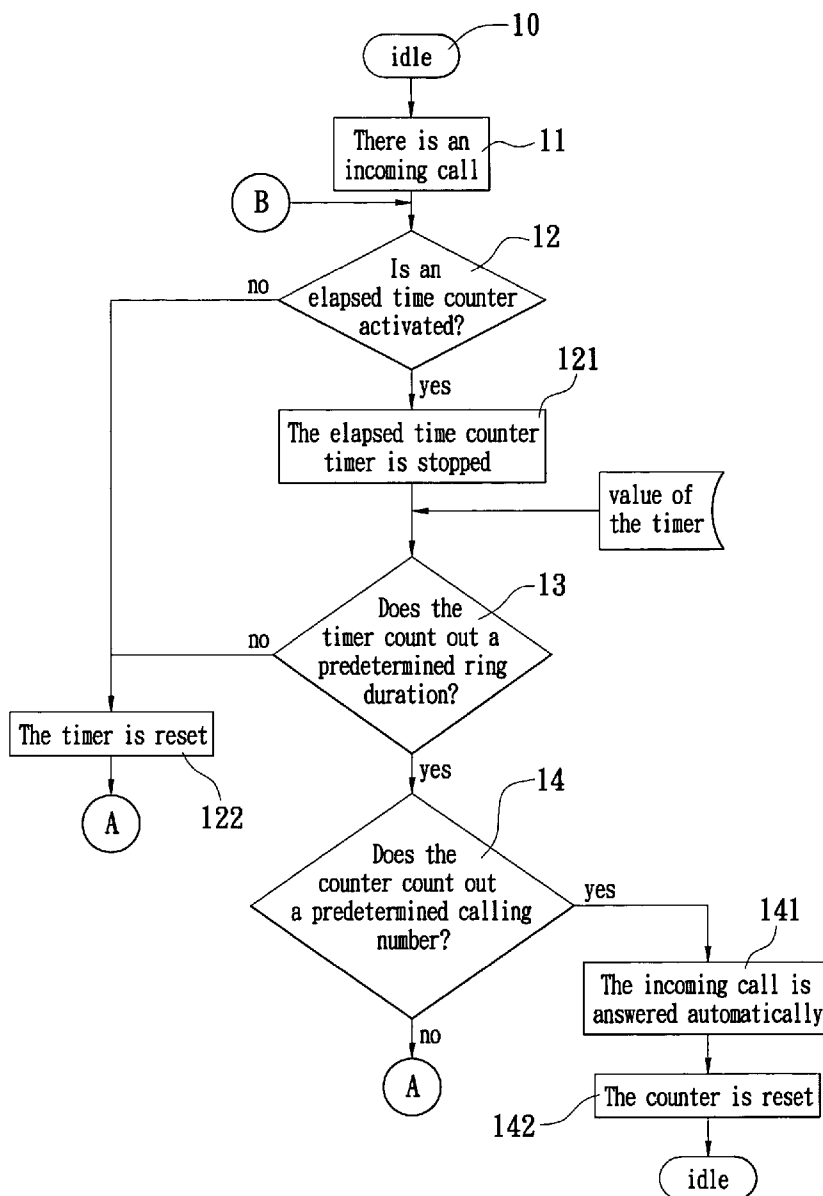 10
idle
There is an
incoming call
11
B
12
Is an
elapsed time counter
activated?
no
yes
121
The elapsed time counter
timer is stopped
value of
the timer
13
Does the
timer count out a
predetermined ring
duration?
no
The timer is reset
122
A
yes
14
Does the
counter count out
a predetermined calling
number?
yes
141
The incoming call is
answered automatically
no
A
The counter is reset
142
idle